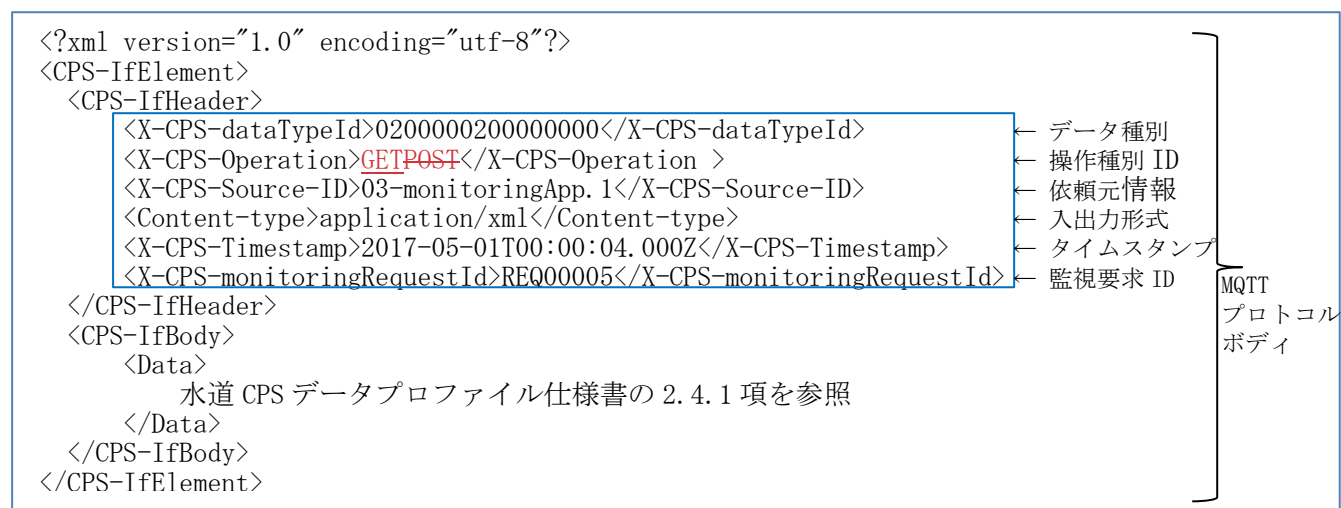 <?xml version="1.0" encoding="utf-8"?>
<CPS-IfElement>
<CPS-IfHeader>
<X-CPS-dataTypeId>0200000200000000</X-CPS-dataTypeId> ← データ種別
<X-CPS-Operation>GETPOST</X-CPS-Operation > ← 操作種別 ID
<X-CPS-Source-ID>03-monitoringApp.1</X-CPS-Source-ID> ← 依頼元情報
<Content-type>application/xml</Content-type> ← 入出力形式
<X-CPS-Timestamp>2017-05-01T00:00:04.000Z</X-CPS-Timestamp> ← タイムスタンプ
<X-CPS-monitoringRequestId>REQ00005</X-CPS-monitoringRequestId> ← 監視要求 ID
</CPS-IfHeader>
<CPS-IfBody>
<Data>
水道 CPS データプロファイル仕様書の 2.4.1 項を参照
</Data>
</CPS-IfBody>
</CPS-IfElement>
MQTT
プロトコル
ボディ